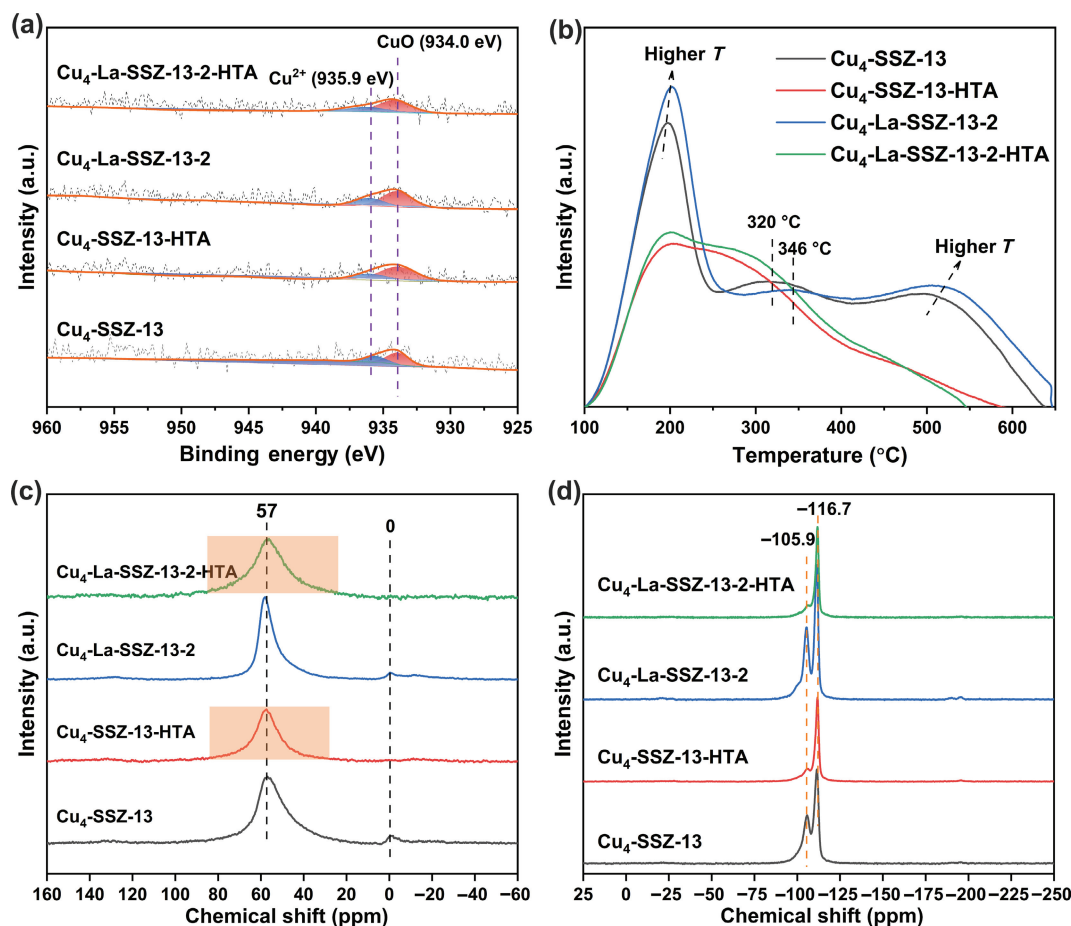 (a)
CuO (934.0 eV)
Cu²⁺ (935.9 eV)
Cu₄-La-SSZ-13-2-HTA
Cu₄-La-SSZ-13-2
Cu₄-SSZ-13-HTA
Cu₄-SSZ-13
Intensity (a.u.)
960 955 950 945 940 935 930 925
Binding energy (eV)
(b)
Higher T
Cu₄-SSZ-13
Cu₄-SSZ-13-HTA
Cu₄-La-SSZ-13-2
Cu₄-La-SSZ-13-2-HTA
320 °C
346 °C
Higher T
Intensity (a.u.)
100 200 300 400 500 600
Temperature (°C)
(c)
57
0
Cu₄-La-SSZ-13-2-HTA
Cu₄-La-SSZ-13-2
Cu₄-SSZ-13-HTA
Cu₄-SSZ-13
Intensity (a.u.)
160 140 120 100 80 60 40 20 0 −20 −40 −60
Chemical shift (ppm)
(d)
−116.7
−105.9
Cu₄-La-SSZ-13-2-HTA
Cu₄-La-SSZ-13-2
Cu₄-SSZ-13-HTA
Cu₄-SSZ-13
Intensity (a.u.)
25 0 −25 −50 −75 −100 −125 −150 −175 −200 −225 −250
Chemical shift (ppm)